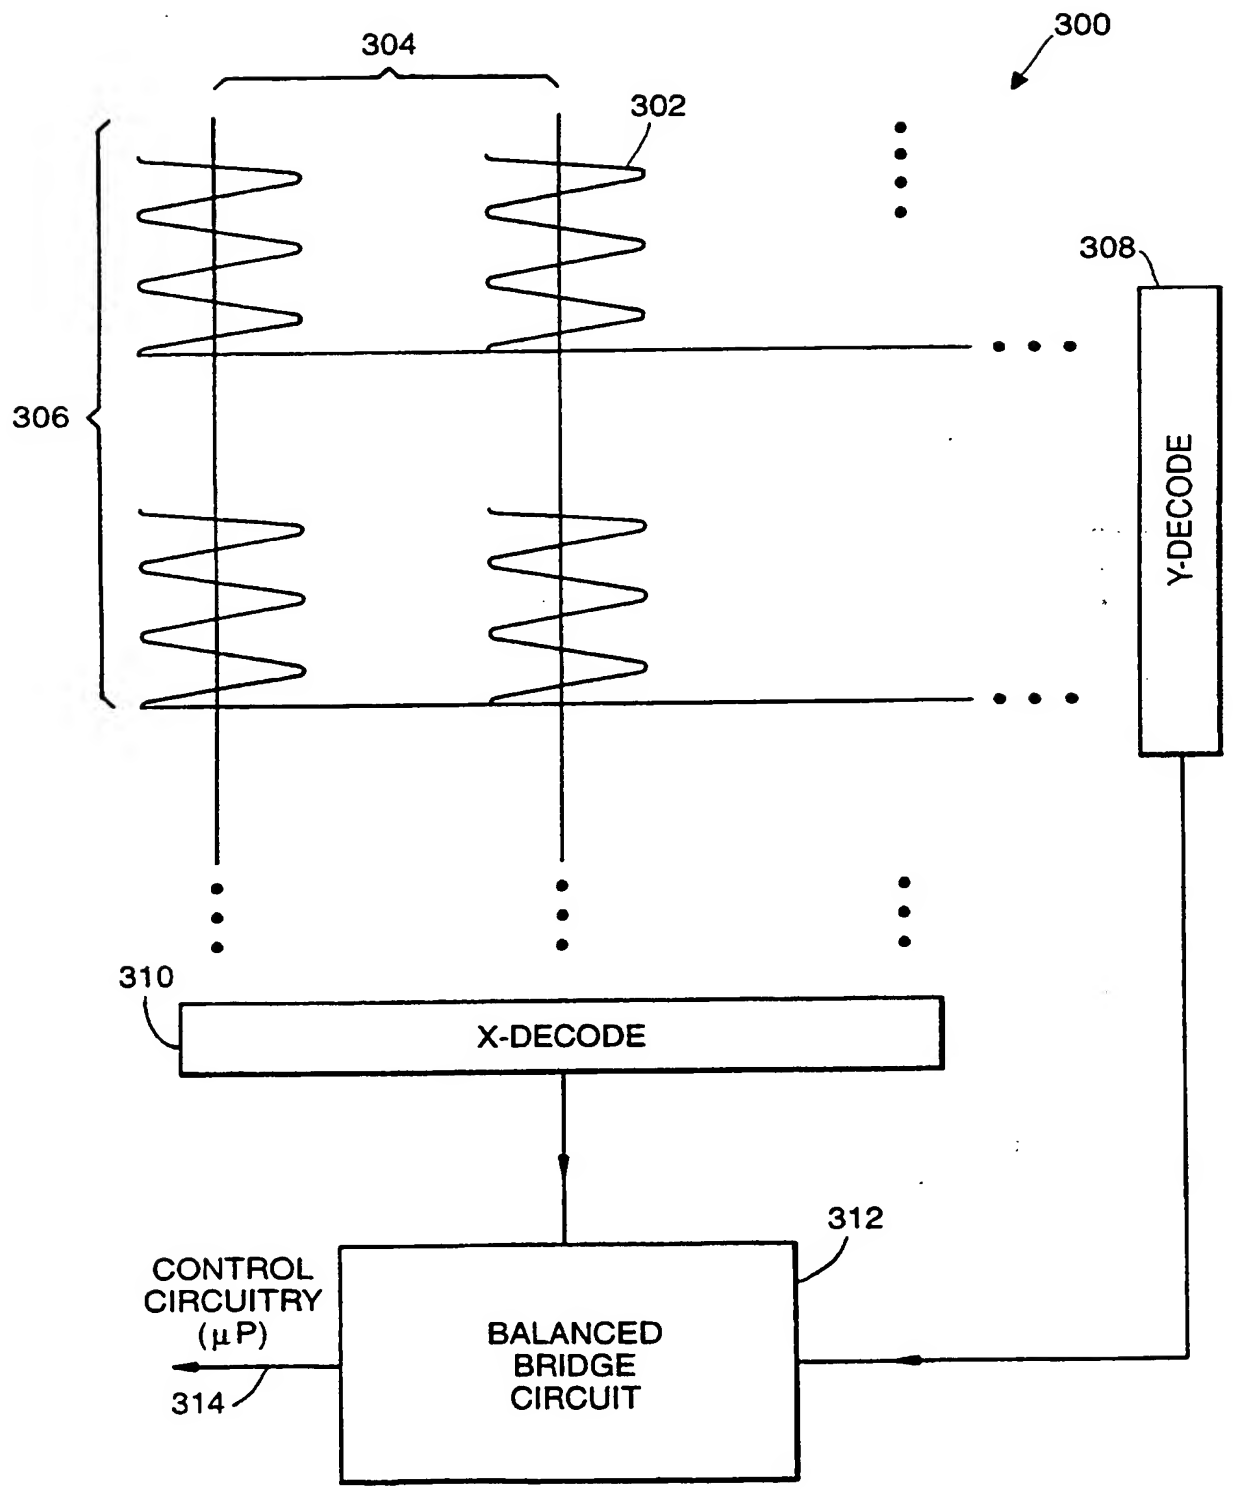 300
304
302
308
306
Y-DECODE
310
X-DECODE
312
CONTROL
CIRCUITRY
(μP)
314
BALANCED
BRIDGE
CIRCUIT